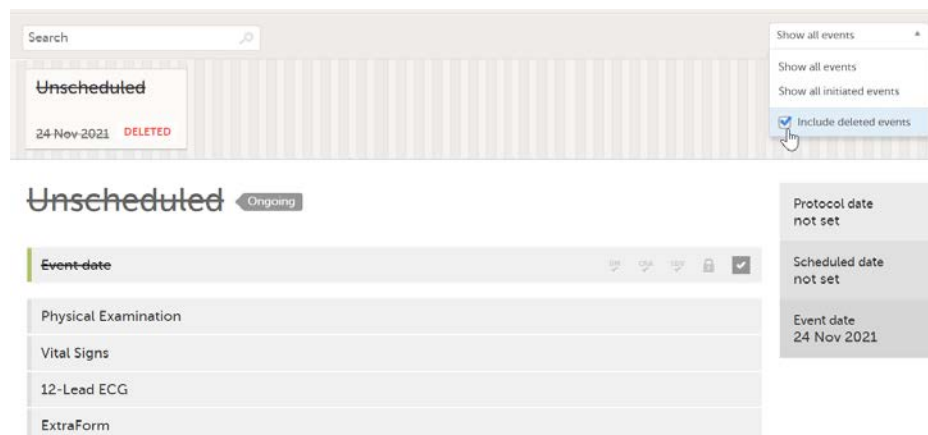 Search
Show all events
Show all events
Show all initiated events
Include deleted events
Unscheduled
24 Nov 2021 DELETED
Unscheduled Ongoing
Event date
Physical Examination
Vital Signs
12-Lead ECG
ExtraForm
Protocol date
not set
Scheduled date
not set
Event date
24 Nov 2021